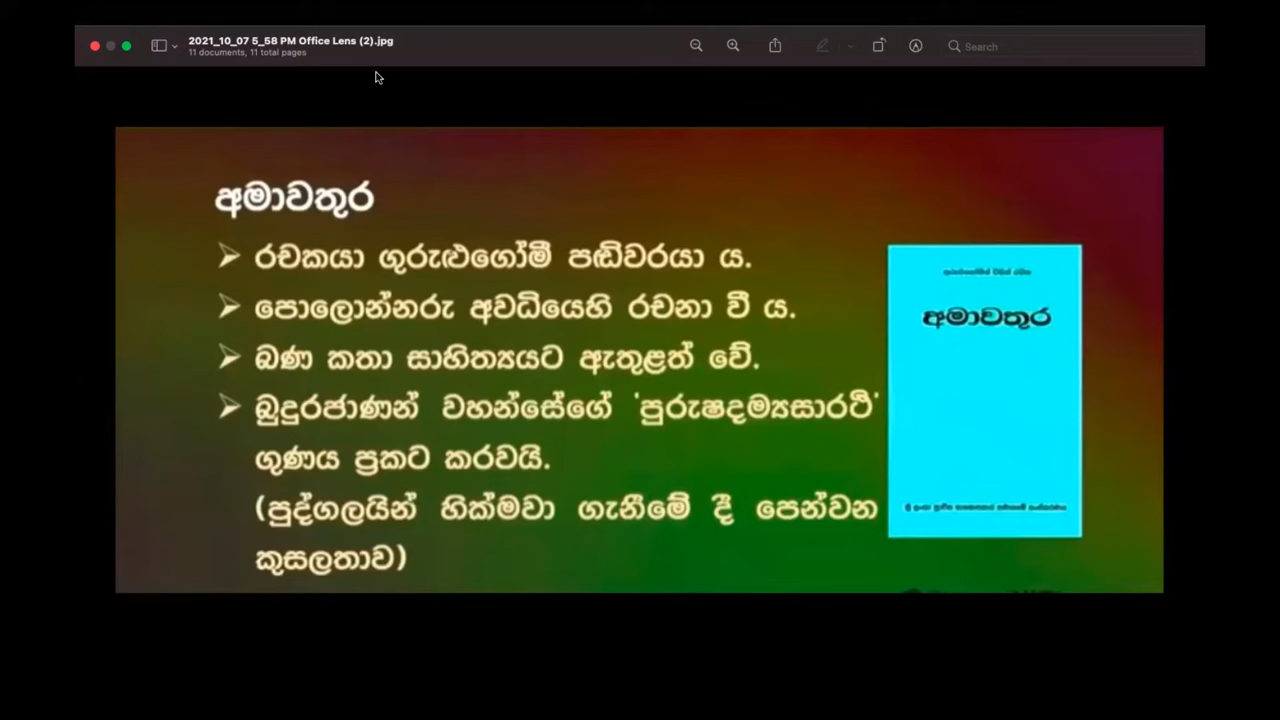 2021_10_07 5_58 PM Office Lens (2).jpg
11 documents, 11 total pages
Search
අමාවතුර
➢ රචකයා ගුරුළුගෝමී පඬිවරයා ය.
➢ පොලොන්නරු අවධියෙහි රචනා වී ය.
➢ බණ කතා සාහිත්‍යයට ඇතුළත් වේ.
➢ බුදුරජාණන් වහන්සේගේ 'පුරුෂදම්‍යසාරථි'
ගුණය ප්‍රකට කරවයි.
(පුද්ගලයින් හික්මවා ගැනීමේ දී පෙන්වන
කුසලතාව)
අමාවතුර